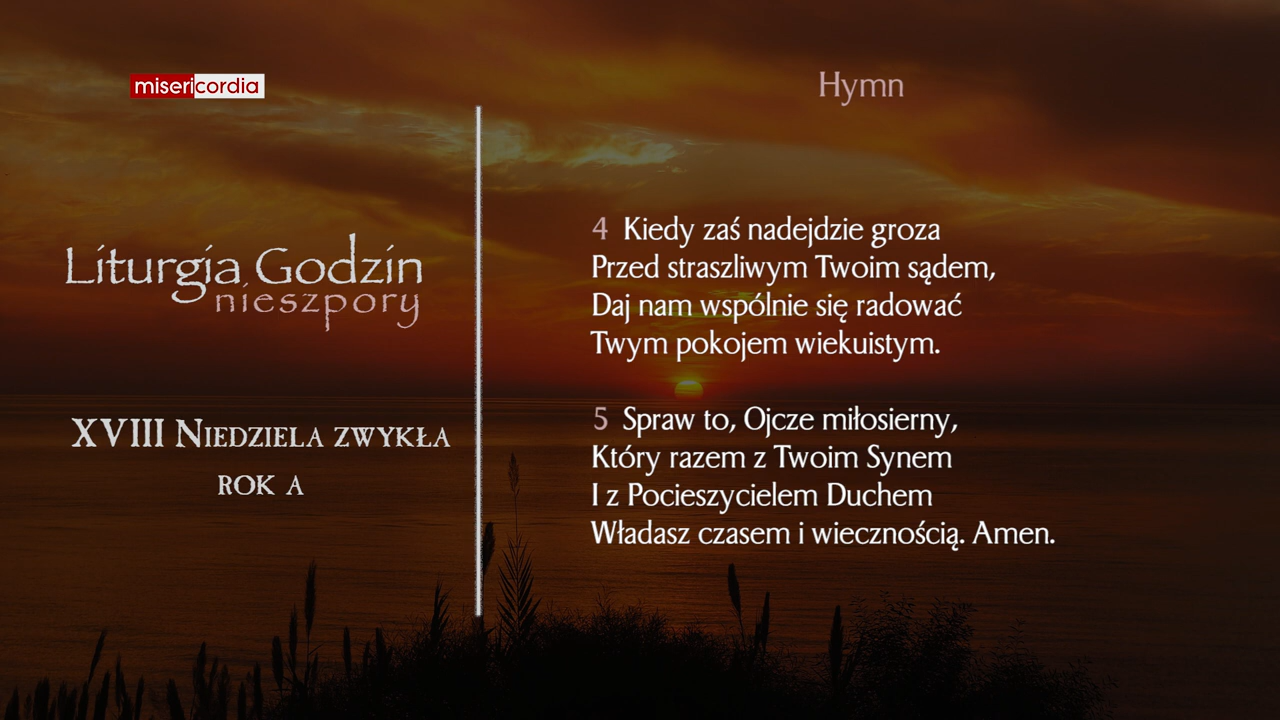 misericordia
Liturgia Godzin
nieszpory
XVIII Niedziela zwykła
rok A
Hymn
4 Kiedy zaś nadejdzie groza
Przed straszliwym Twoim sądem,
Daj nam wspólnie się radować
Twym pokojem wiekuistym.
5 Spraw to, Ojcze miłosierny,
Który razem z Twoim Synem
I z Pocieszycielem Duchem
Władasz czasem i wiecznością. Amen.